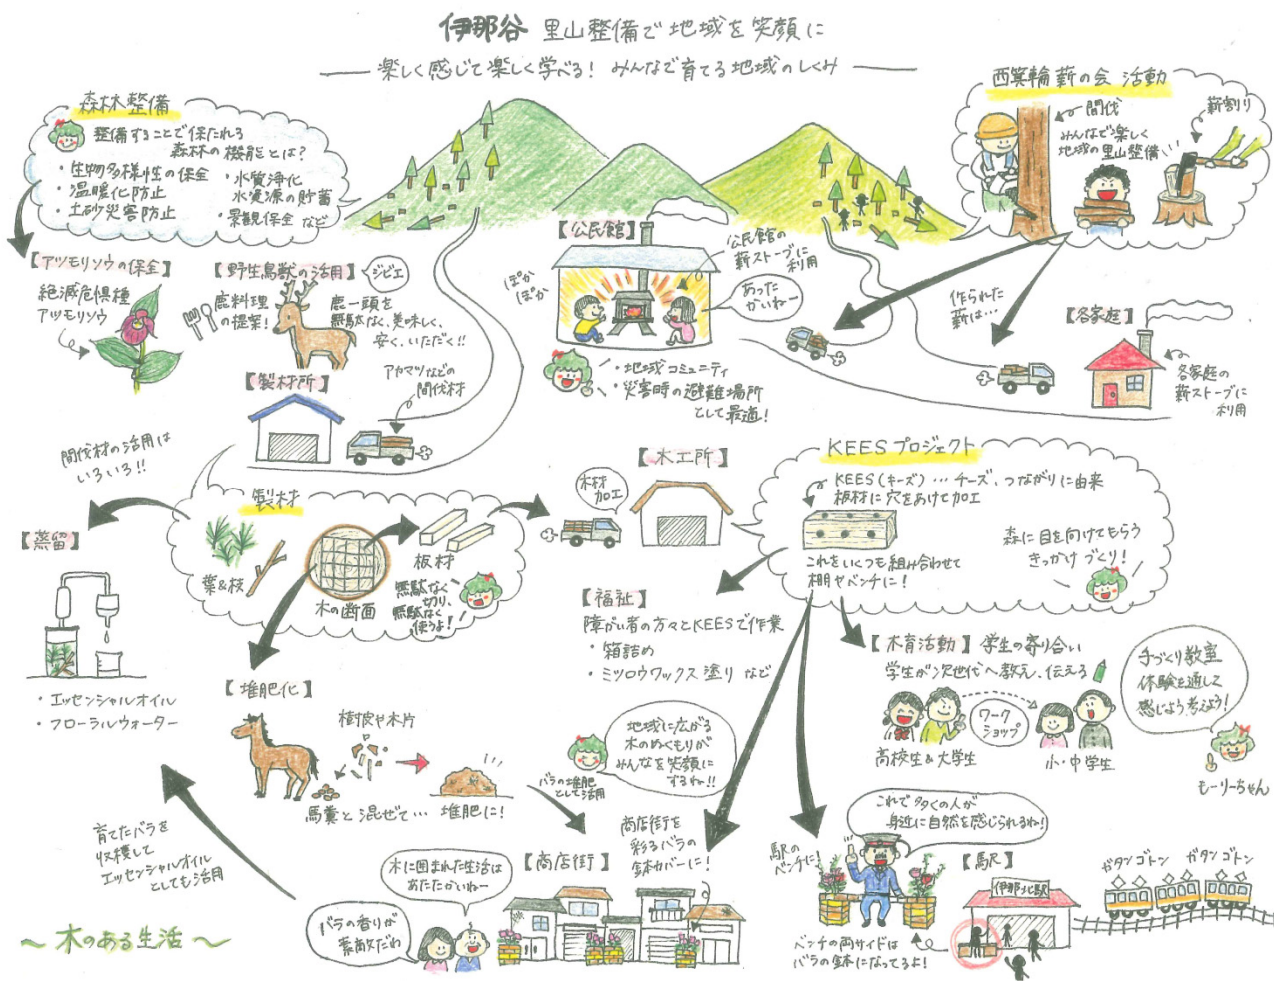 伊那谷 里山整備で地域を笑顔に
楽しく感じて楽しく学べる! みんなで育てる地域のしくみ
森林整備
整備することで保たれる
森林の機能とは?
・生物多様性の保全
・温暖化防止
・土砂災害防止
・水質浄化
水資源の貯蓄
・景観保全 など
西箕輪薪の会 活動
間伐
みんなで楽しく
地域の里山整備
薪割り
【アツモリソウの保全】
絶滅危惧種
アツモリソウ
【野生鳥獣の活用】
ジビエ
鹿料理
の提案!
鹿一頭を
無駄なく、美味しく、
安く、いただく!!
【公民館】
ぽか
ぽか
公民館の
薪ストーブに
利用
あった
かいねー
・地域コミュニティ
・災害時の避難場所
として最適!
作られた
薪は…
【各家庭】
各家庭の
薪ストーブに
利用
【製材所】
アカマツなどの
間伐材
間伐材の活用は
いろいろ!!
製材
葉&枝
木の断面
板材
無駄なく
切り、
無駄なく
使うよ!
【木工所】
木材
加工
KEESプロジェクト
KEES(キーズ)…チーズ、つながりに由来
板材に穴をあけて加工
これをいくつも組み合わせて
棚やベンチに!
森に目を向けてもらう
きっかけづくり!
【蒸留】
・エッセンシャルオイル
・フローラルウォーター
【福祉】
障がい者の方々とKEESで作業
・箱詰め
・ミツロウワックス塗り など
【木育活動】学生の寄り合い
学生が次世代へ教え、伝える
ワーク
ショップ
高校生&大学生
小・中学生
手づくり教室
体験を通して
感じよう考えよう!
もーりーちゃん
【堆肥化】
樹皮や木片
馬糞と混ぜて… 堆肥に!
バラの堆肥
として活用
地域に広がる
木のぬくもりが
みんなを笑顔に
するね!!
育てたバラを
収穫して
エッセンシャルオイル
としても活用
【商店街】
商店街を
彩るバラの
鉢カバーに!
木に囲まれた生活は
あたたかいねー
バラの香りが
素敵だわ
駅の
ベンチに!
これで多くの人が
身近に自然を感じられるね!
【駅】
伊那北駅
ガタンゴトン ガタンゴトン
ベンチの両サイドは
バラの鉢になってるよ!
～木のある生活～